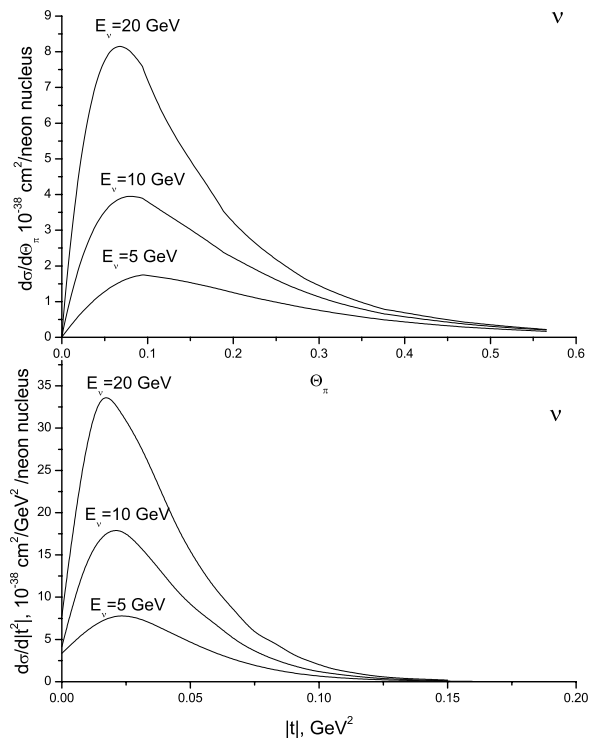 ν
E_ν=20 GeV
E_ν=10 GeV
E_ν=5 GeV
dσ/dΘ_π 10^-38 cm^2/neon nucleus
9
8
7
6
5
4
3
2
1
0
0.0 0.1 0.2 0.3 0.4 0.5 0.6
Θ_π
ν
E_ν=20 GeV
E_ν=10 GeV
E_ν=5 GeV
dσ/d|t^2|, 10^-38 cm^2/GeV^2 /neon nucleus
35
30
25
20
15
10
5
0
0.00 0.05 0.10 0.15 0.20
|t|, GeV^2